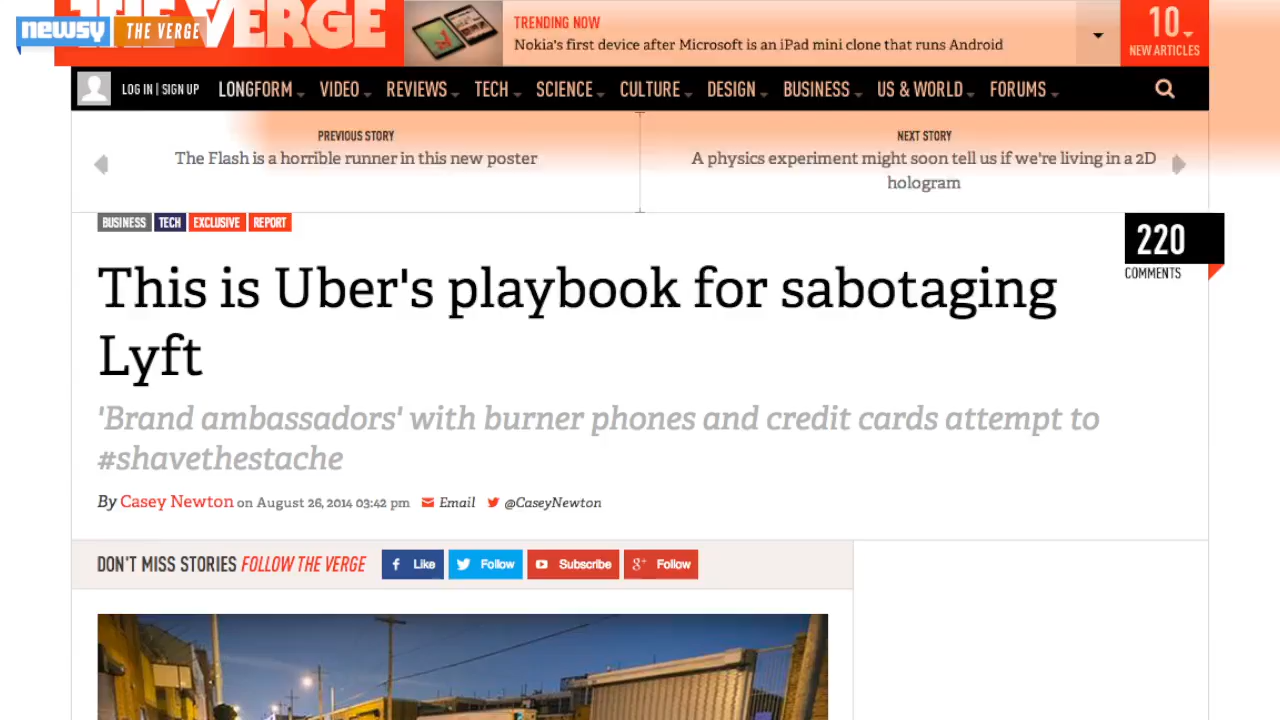 newsy THE VERGE
THE VERGE
TRENDING NOW
Nokia's first device after Microsoft is an iPad mini clone that runs Android
10
NEW ARTICLES
LOG IN | SIGN UP LONGFORM VIDEO REVIEWS TECH SCIENCE CULTURE DESIGN BUSINESS US & WORLD FORUMS
PREVIOUS STORY
The Flash is a horrible runner in this new poster
NEXT STORY
A physics experiment might soon tell us if we're living in a 2D
hologram
BUSINESS TECH EXCLUSIVE REPORT
220
COMMENTS
This is Uber's playbook for sabotaging
Lyft
'Brand ambassadors' with burner phones and credit cards attempt to
#shavethestache
By Casey Newton on August 26, 2014 03:42 pm Email @CaseyNewton
DON'T MISS STORIES FOLLOW THE VERGE Like Follow Subscribe Follow